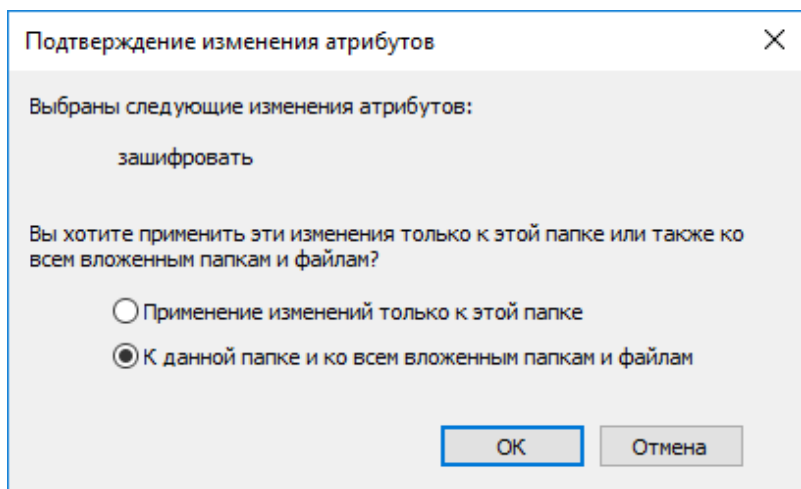 Подтверждение изменения атрибутов
Выбраны следующие изменения атрибутов:
зашифровать
Вы хотите применить эти изменения только к этой папке или также ко
всем вложенным папкам и файлам?
Применение изменений только к этой папке
К данной папке и ко всем вложенным папкам и файлам
ОК
Отмена